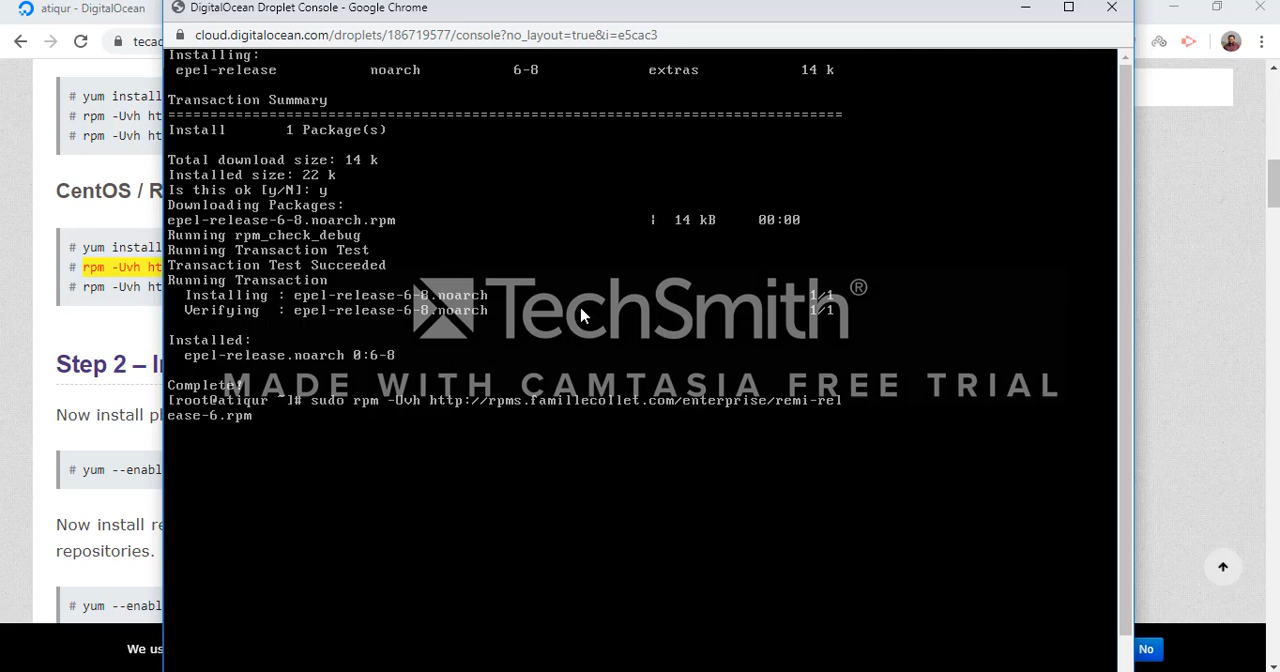 atiqur - DigitalOcean
DigitalOcean Droplet Console - Google Chrome
tecad
cloud.digitalocean.com/droplets/186719577/console?no_layout=true&i=e5cac3
# yum install
# rpm -Uvh ht
# rpm -Uvh ht
CentOS / R
# yum install
# rpm -Uvh ht
# rpm -Uvh ht
Step 2 – I
Now install p
# yum --enabl
Now install re
repositories.
# yum --enabl
We us
No
Installing:
epel-release noarch 6-8 extras 14 k
Transaction Summary
================================================================================
Install 1 Package(s)
Total download size: 14 k
Installed size: 22 k
Is this ok [y/N]: y
Downloading Packages:
epel-release-6-8.noarch.rpm | 14 kB 00:00
Running rpm_check_debug
Running Transaction Test
Transaction Test Succeeded
Running Transaction
Installing : epel-release-6-8.noarch 1/1
Verifying : epel-release-6-8.noarch 1/1
Installed:
epel-release.noarch 0:6-8
Complete!
[root@atiqur ~]# sudo rpm -Uvh http://rpms.famillecollet.com/enterprise/remi-rel
ease-6.rpm
TechSmith®
MADE WITH CAMTASIA FREE TRIAL